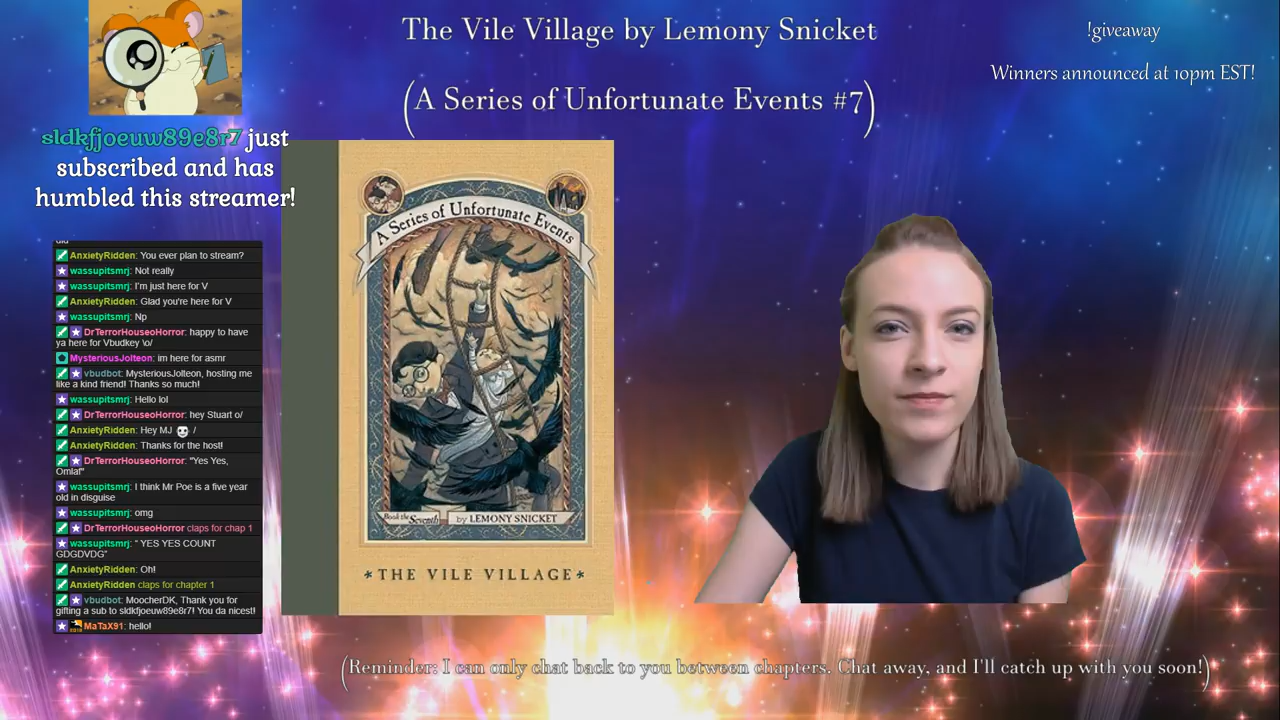 The Vile Village by Lemony Snicket
(A Series of Unfortunate Events #7)
!giveaway
Winners announced at 10pm EST!
sldkfjoeuw89e8r7 just
subscribed and has
humbled this streamer!
did
AnxietyRidden: You ever plan to stream?
wassupitsmrj: Not really
wassupitsmrj: I'm just here for V
AnxietyRidden: Glad you're here for V
wassupitsmrj: Np
DrTerrorHouseoHorror: happy to have
ya here for Vbudkey \o/
MysteriousJolteon: im here for asmr
vbudbot: MysteriousJolteon, hosting me
like a kind friend! Thanks so much!
wassupitsmrj: Hello lol
DrTerrorHouseoHorror: hey Stuart o/
AnxietyRidden: Hey MJ /
AnxietyRidden: Thanks for the host!
DrTerrorHouseoHorror: "Yes Yes,
Omlaf"
wassupitsmrj: I think Mr Poe is a five year
old in disguise
wassupitsmrj: omg
DrTerrorHouseoHorror claps for chap 1
wassupitsmrj: " YES YES COUNT
GDGDVDG"
AnxietyRidden: Oh!
AnxietyRidden claps for chapter 1
vbudbot: MoocherDK, Thank you for
gifting a sub to sldkfjoeuw89e8r7! You da nicest!
MaTaX91: hello!
A Series of Unfortunate Events
Book the Seventh by LEMONY SNICKET
*THE VILE VILLAGE*
(Reminder: I can only chat back to you between chapters. Chat away, and I'll catch up with you soon!)